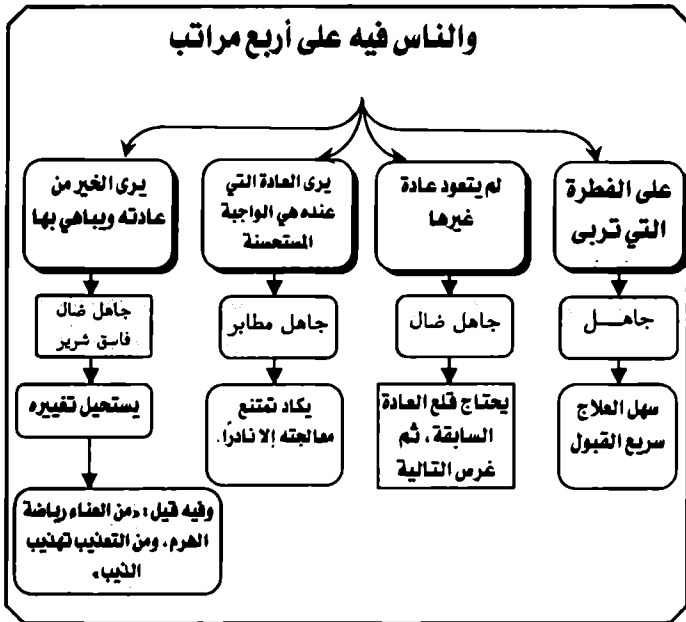 والناس فيه على أربع مراتب
على الفطرة
التي تربى
جاهـــل
سهل العلاج
سريع القبول
لم يتعود عادة
غيرها
جاهل ضال
يحتاج قلع العادة
السابقة، ثم
غرس التالية
يرى العادة التي
عنده هي الواجبة
المستحسنة
جاهل مطابر
يكاد تمتنع
معالجته إلا نادرًا.
يرى الخير من
عادته ويباهي بها
جاهل ضال
فاسق شرير
يستحيل تغييره
وفيه قيل: «من العناء رياضة
الهرم، ومن التعذيب تهذيب
الذيب»